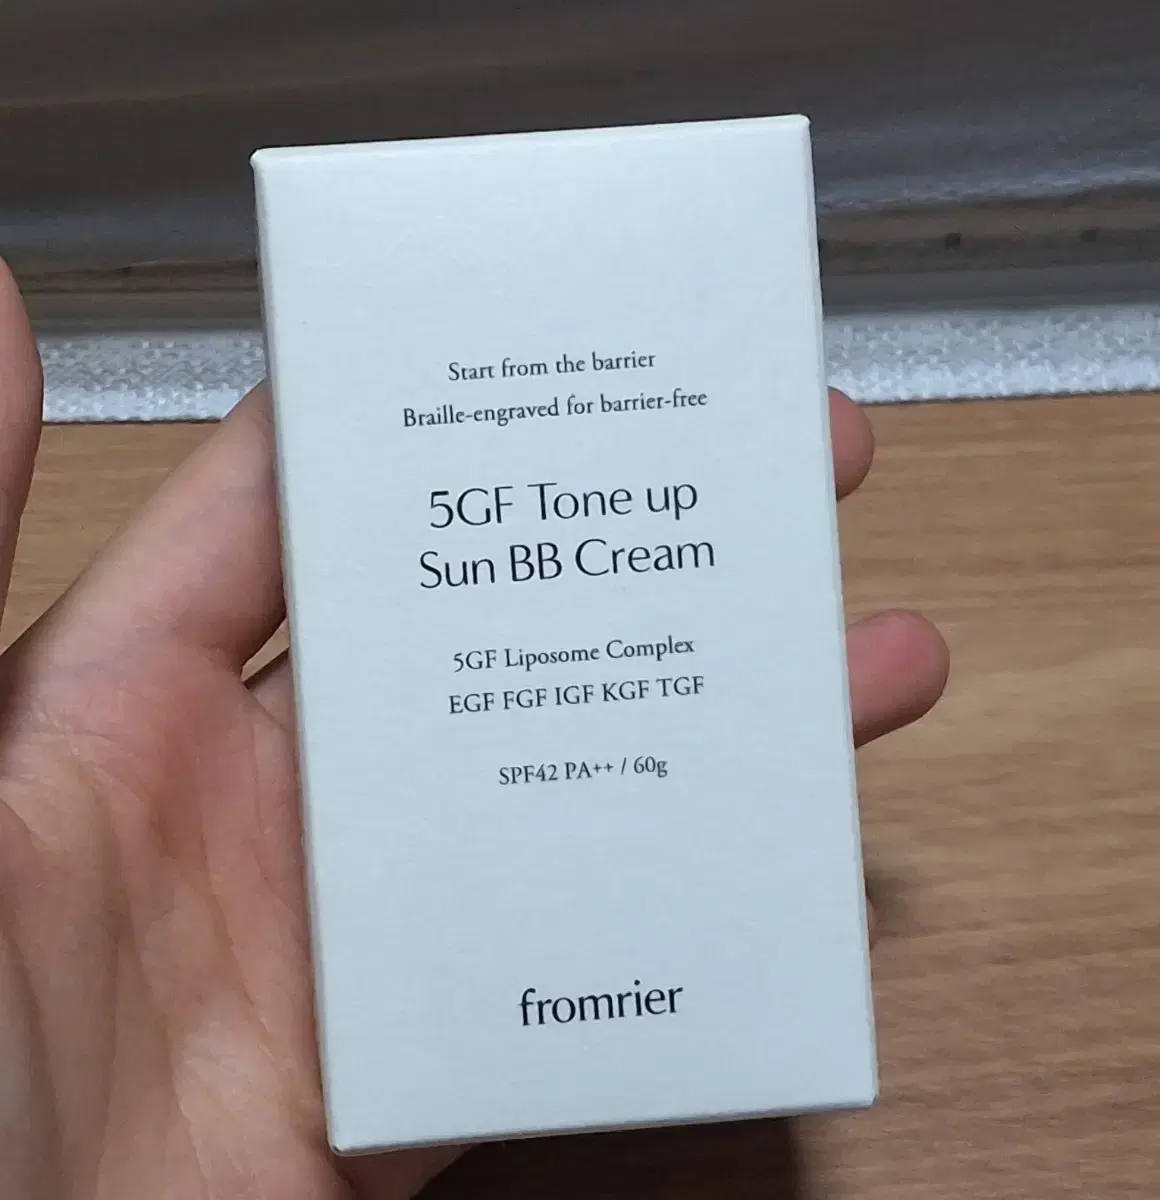 Start from the barrier
Braille-engraved for barrier-free
5GF Tone up
Sun BB Cream
5GF Liposome Complex
EGF FGF IGF KGF TGF
SPF42 PA++ / 60g
fromrier